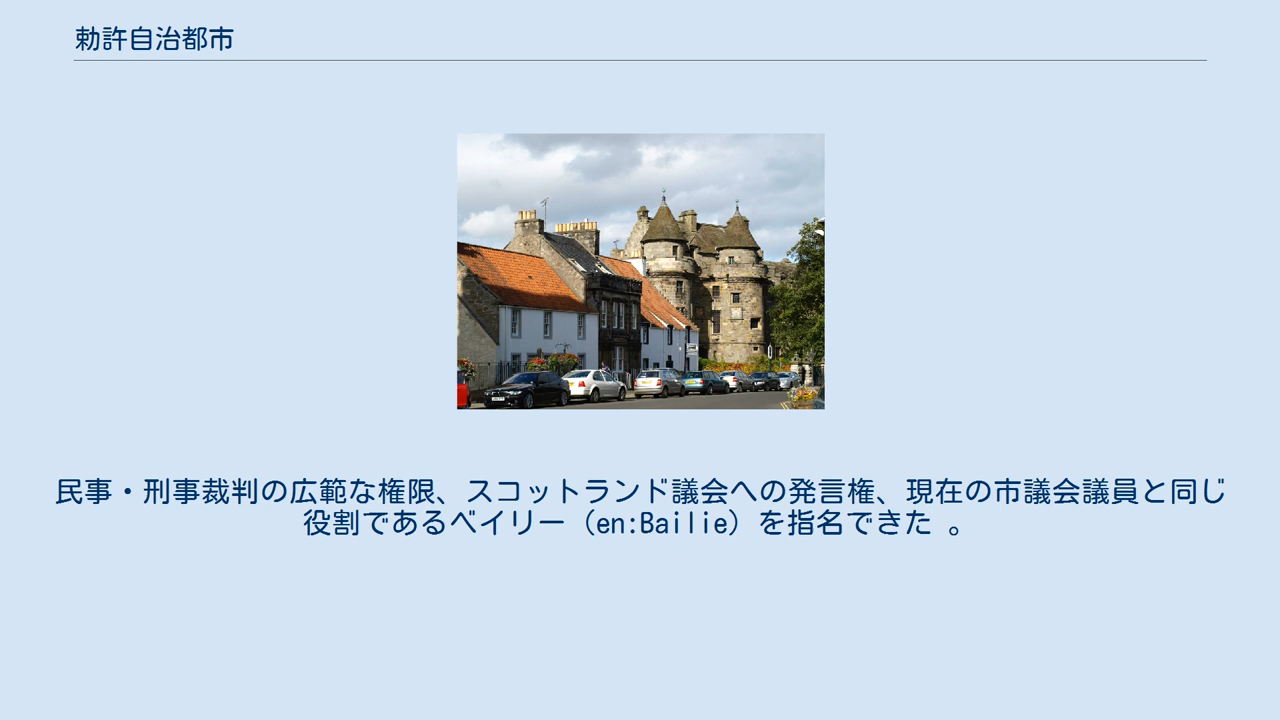 勅許自治都市
民事・刑事裁判の広範な権限、スコットランド議会への発言権、現在の市議会議員と同じ
役割であるベイリー（en:Bailie）を指名できた 。